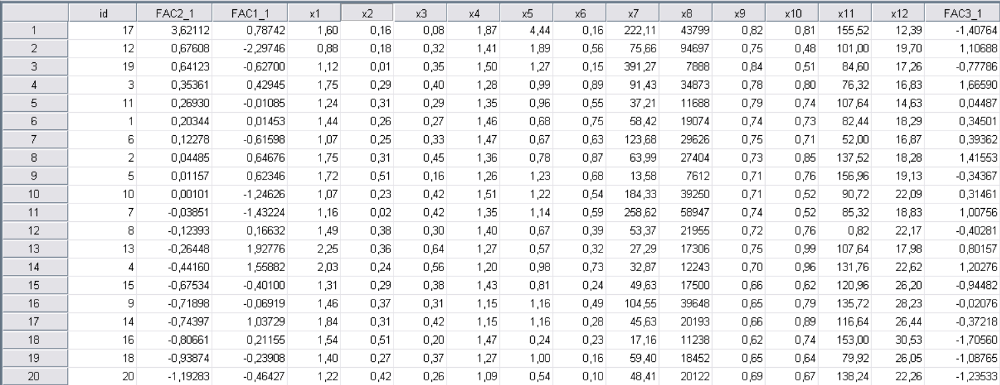 id FAC2_1 FAC1_1 x1 x2 x3 x4 x5 x6 x7 x8 x9 x10 x11 x12 FAC3_1
1 17 3,62112 0,78742 1,60 0,16 0,08 1,87 4,44 0,16 222,11 43799 0,82 0,81 155,52 12,39 -1,40764
2 12 0,67608 -2,29746 0,88 0,18 0,32 1,41 1,89 0,56 75,66 94697 0,75 0,48 101,00 19,70 1,10688
3 19 0,64123 -0,62700 1,12 0,01 0,35 1,50 1,27 0,15 391,27 7888 0,84 0,51 84,60 17,26 -0,77786
4 3 0,35361 0,42945 1,75 0,29 0,40 1,28 0,99 0,89 91,43 34873 0,78 0,80 76,32 16,83 1,66590
5 11 0,26930 -0,01085 1,24 0,31 0,29 1,35 0,96 0,55 37,21 11688 0,79 0,74 107,64 14,63 0,04487
6 1 0,20344 0,01453 1,44 0,26 0,27 1,46 0,68 0,75 58,42 19074 0,74 0,73 82,44 18,29 0,34501
7 6 0,12278 -0,61598 1,07 0,25 0,33 1,47 0,67 0,63 123,68 29626 0,75 0,71 52,00 16,87 0,39362
8 2 0,04485 0,64676 1,75 0,31 0,45 1,36 0,78 0,87 63,99 27404 0,73 0,85 137,52 18,28 1,41553
9 5 0,01157 0,62346 1,72 0,51 0,16 1,26 1,23 0,68 13,58 7612 0,71 0,76 156,96 19,13 -0,34367
10 10 0,00101 -1,24626 1,07 0,23 0,42 1,51 1,22 0,54 184,33 39250 0,71 0,52 90,72 22,09 0,31461
11 7 -0,03851 -1,43224 1,16 0,02 0,42 1,35 1,14 0,59 258,62 58947 0,74 0,52 85,32 18,83 1,00756
12 8 -0,12393 0,16632 1,49 0,38 0,30 1,40 0,67 0,39 53,37 21955 0,72 0,76 0,82 22,17 -0,40281
13 13 -0,26448 1,92776 2,25 0,36 0,64 1,27 0,57 0,32 27,29 17306 0,75 0,99 107,64 17,98 0,80157
14 4 -0,44160 1,55882 2,03 0,24 0,56 1,20 0,98 0,73 32,87 12243 0,70 0,96 131,76 22,62 1,20276
15 15 -0,67534 -0,40100 1,31 0,29 0,38 1,43 0,81 0,24 49,63 17500 0,66 0,62 120,96 26,20 -0,94482
16 9 -0,71898 -0,06919 1,46 0,37 0,31 1,15 1,16 0,49 104,55 39648 0,65 0,79 135,72 28,23 -0,02076
17 14 -0,74397 1,03729 1,84 0,31 0,42 1,15 1,16 0,28 45,63 20193 0,66 0,89 116,64 26,44 -0,37218
18 16 -0,80661 0,21155 1,54 0,51 0,20 1,47 0,24 0,23 17,16 11238 0,62 0,74 153,00 30,53 -1,70560
19 18 -0,93874 -0,23908 1,40 0,27 0,37 1,27 1,00 0,16 59,40 18452 0,65 0,64 79,92 26,05 -1,08765
20 20 -1,19283 -0,46427 1,22 0,42 0,26 1,09 0,54 0,10 48,41 20122 0,69 0,67 138,24 22,26 -1,23533